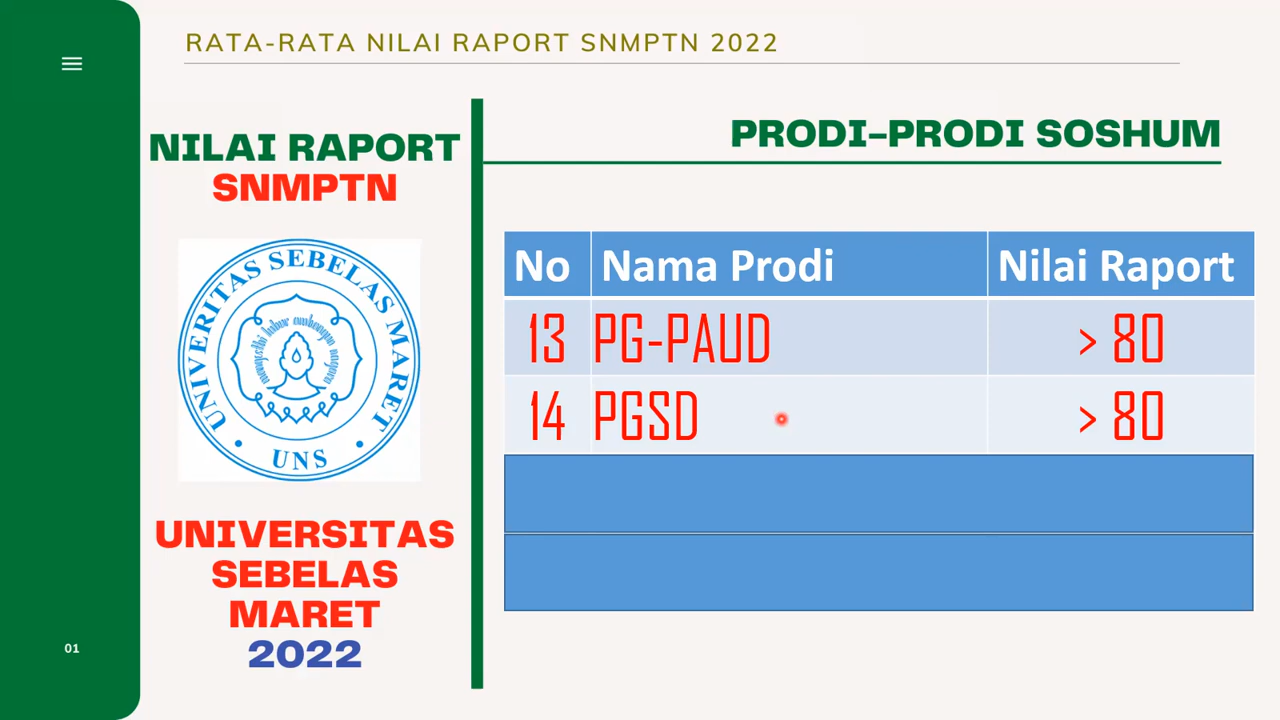 RATA-RATA NILAI RAPORT SNMPTN 2022
NILAI RAPORT
SNMPTN
UNIVERSITAS SEBELAS MARET
UNS
UNIVERSITAS
SEBELAS
MARET
2022
01
PRODI-PRODI SOSHUM
No Nama Prodi Nilai Raport
13 PG-PAUD > 80
14 PGSD > 80